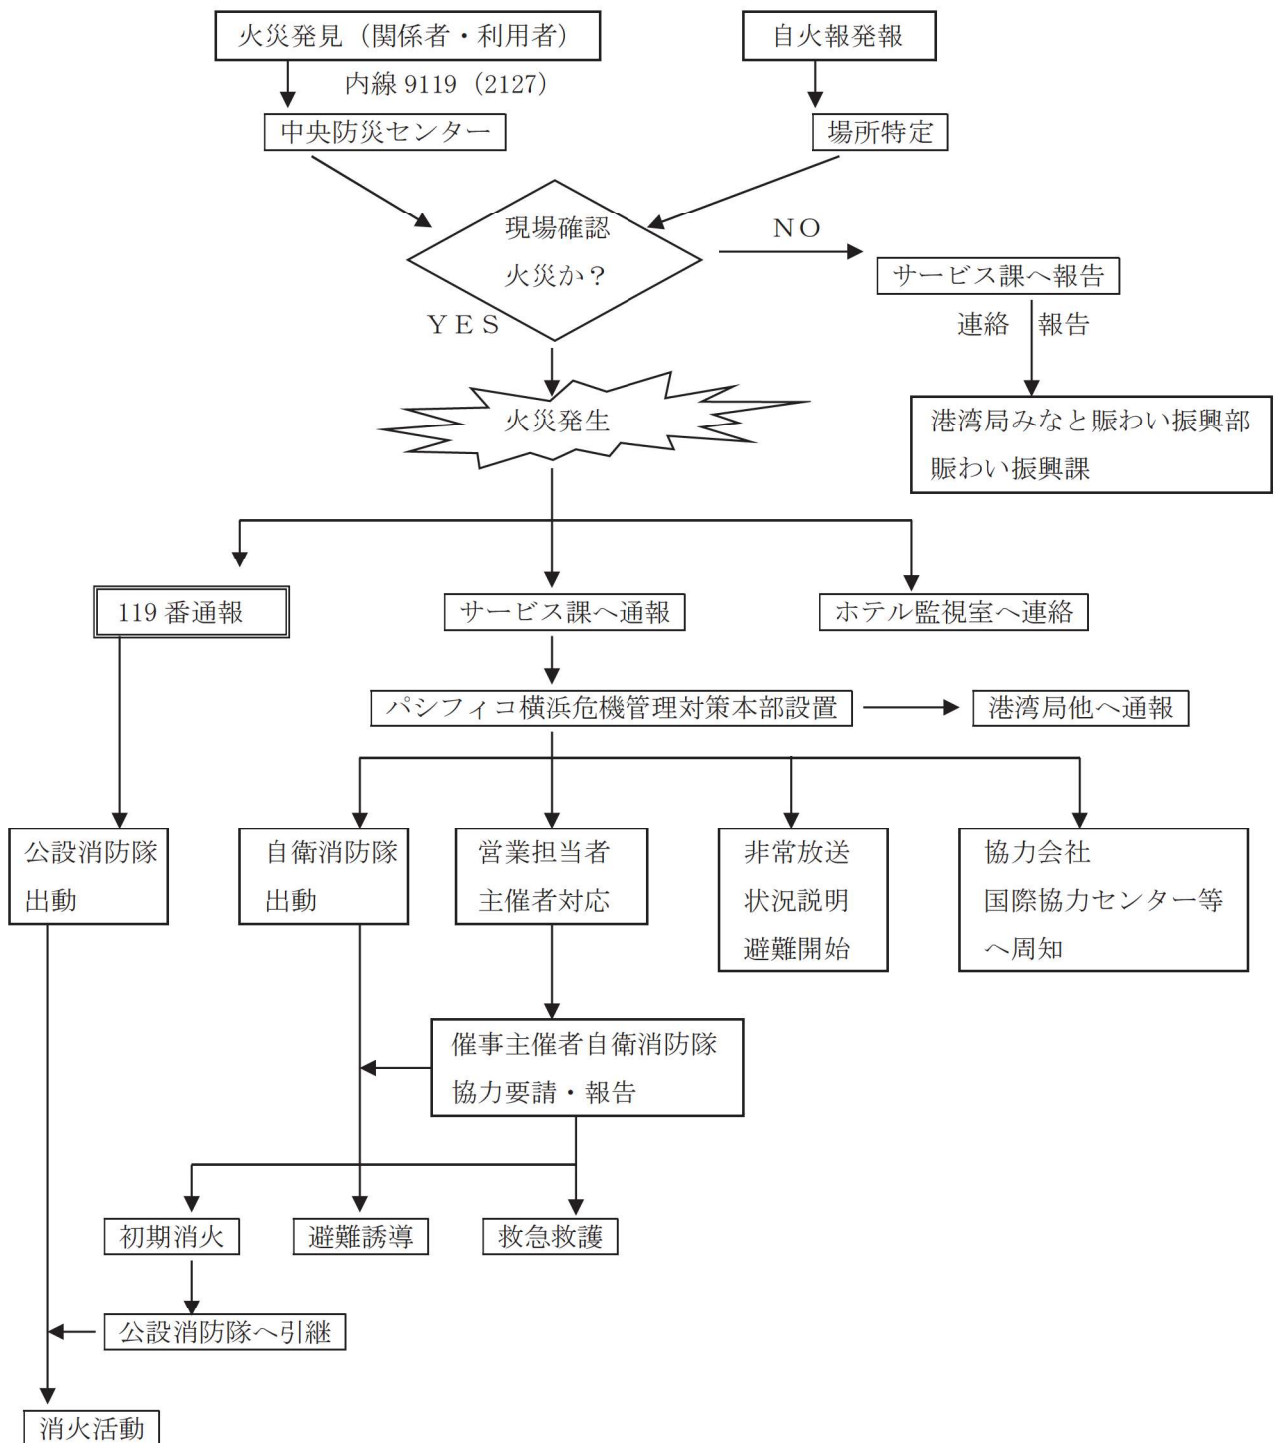 火災発見（関係者・利用者）
自火報発報
内線 9119（2127）
中央防災センター
場所特定
現場確認
火災か？
ＮＯ
ＹＥＳ
サービス課へ報告
連絡　報告
火災発生
港湾局みなと賑わい振興部
賑わい振興課
119 番通報
サービス課へ通報
ホテル監視室へ連絡
パシフィコ横浜危機管理対策本部設置
港湾局他へ通報
公設消防隊
出動
自衛消防隊
出動
営業担当者
主催者対応
非常放送
状況説明
避難開始
協力会社
国際協力センター等
へ周知
催事主催者自衛消防隊
協力要請・報告
初期消火
避難誘導
救急救護
公設消防隊へ引継
消火活動